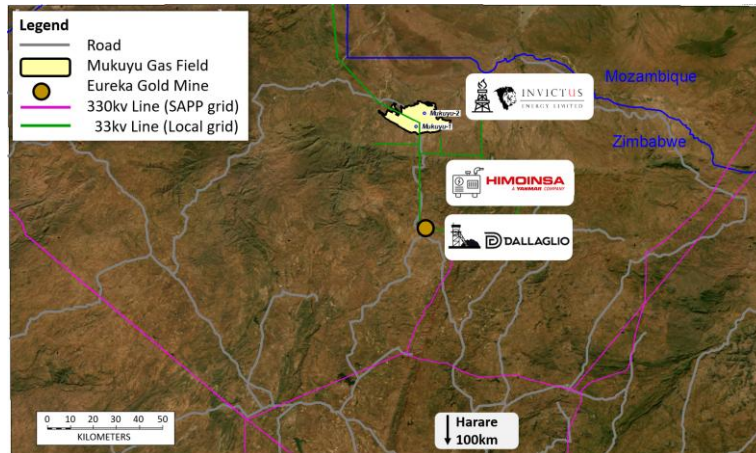 Legend
Road
Mukuyu Gas Field
Eureka Gold Mine
330kv Line (SAPP grid)
33kv Line (Local grid)
Mukuyu-2
Mukuyu-1
INVICTUS
ENERGY LIMITED
Mozambique
Zimbabwe
HIMOINSA
A YANMAR COMPANY
DALLAGLIO
0 10 20 30 40 50
KILOMETERS
Harare
100km